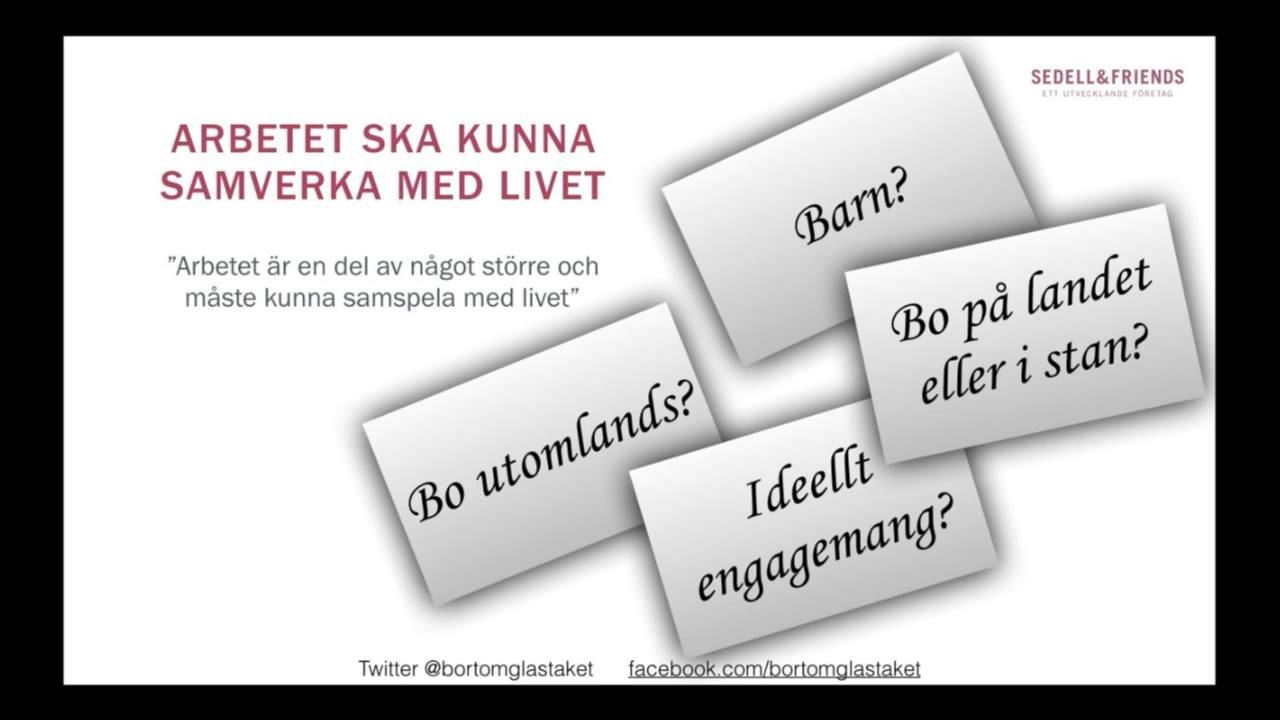 SEDELL&FRIENDS
ETT UTVECKLANDE FÖRETAG
ARBETET SKA KUNNA
SAMVERKA MED LIVET
”Arbetet är en del av något större och
måste kunna samspela med livet”
Barn?
Bo på landet
eller i stan?
Bo utomlands?
Ideellt
engagemang?
Twitter @bortomglastaket
facebook.com/bortomglastaket